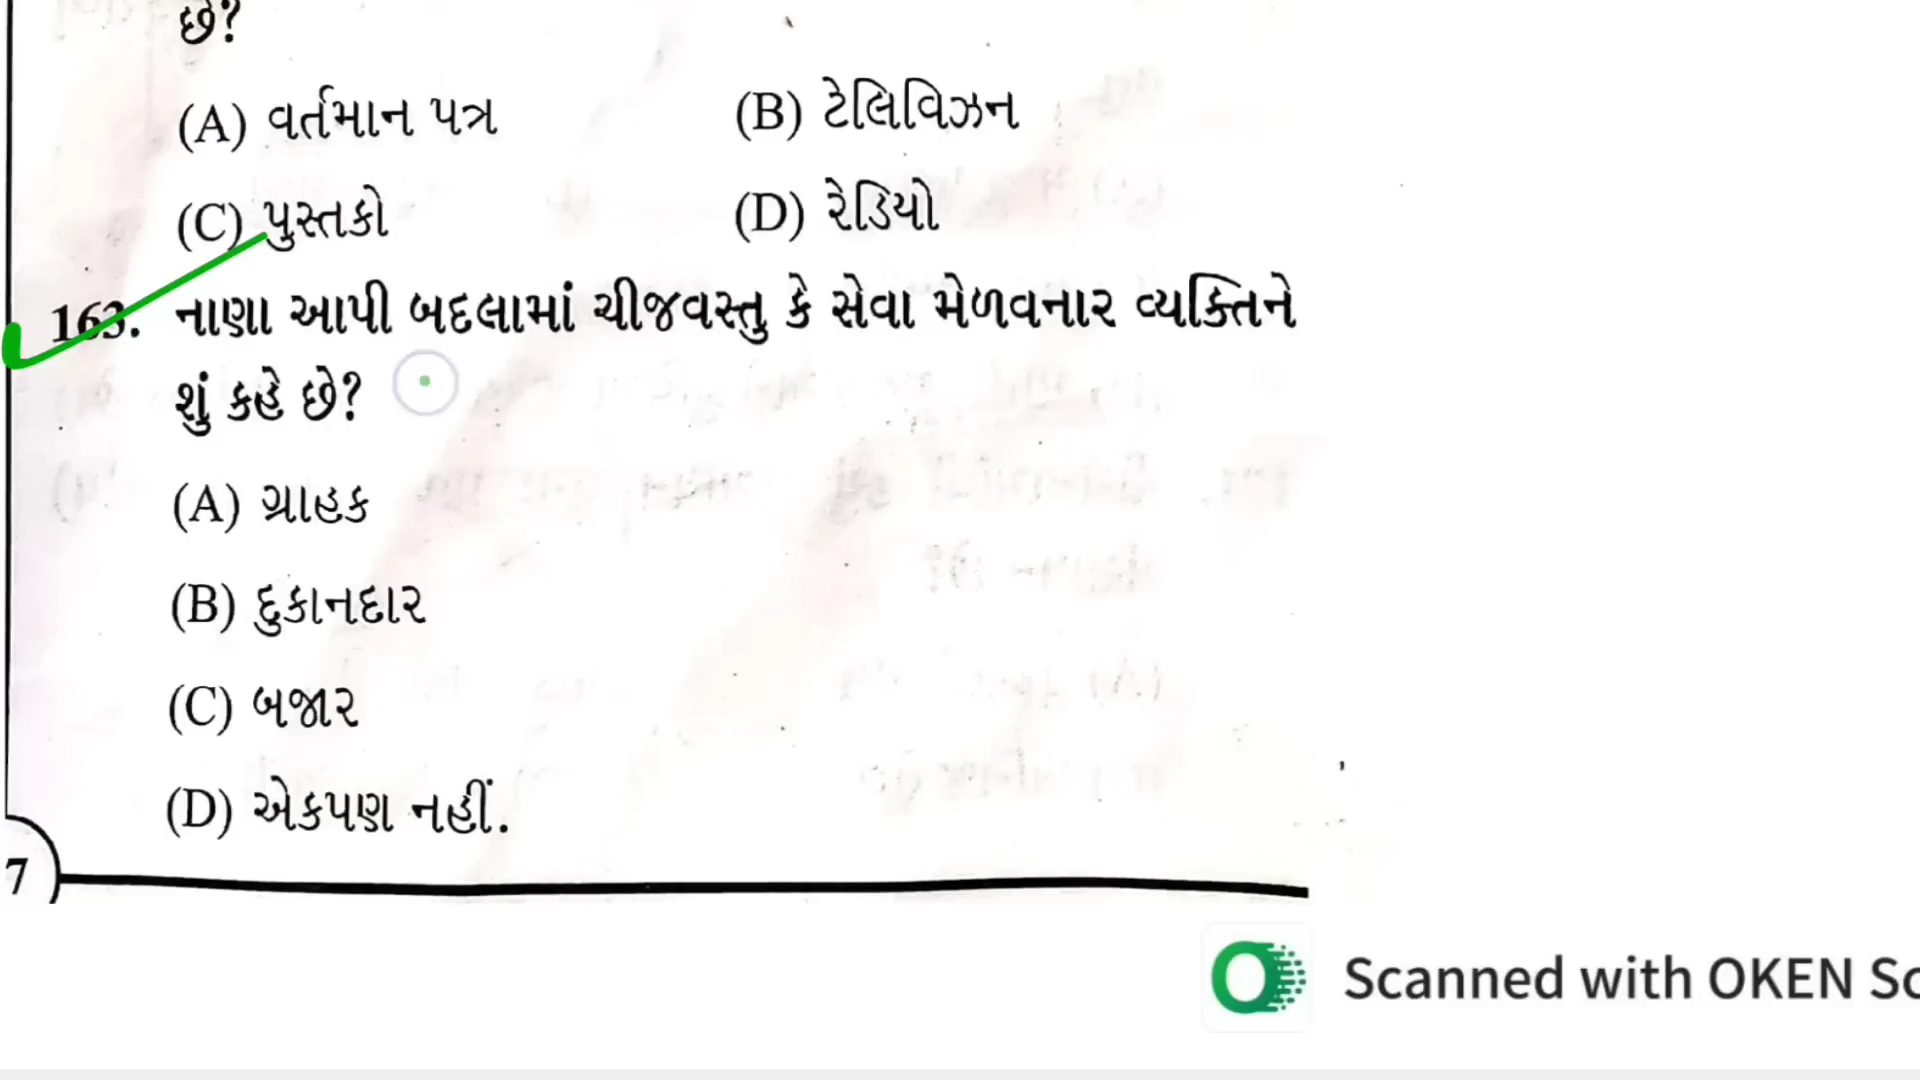 છે?
(A) વર્તમાન પત્ર (B) ટેલિવિઝન
(C) પુસ્તકો (D) રેડિયો
163. નાણા આપી બદલામાં ચીજવસ્તુ કે સેવા મેળવનાર વ્યક્તિને
શું કહે છે?
(A) ગ્રાહક
(B) દુકાનદાર
(C) બજાર
(D) એકપણ નહીં.
7
Scanned with OKEN Sc